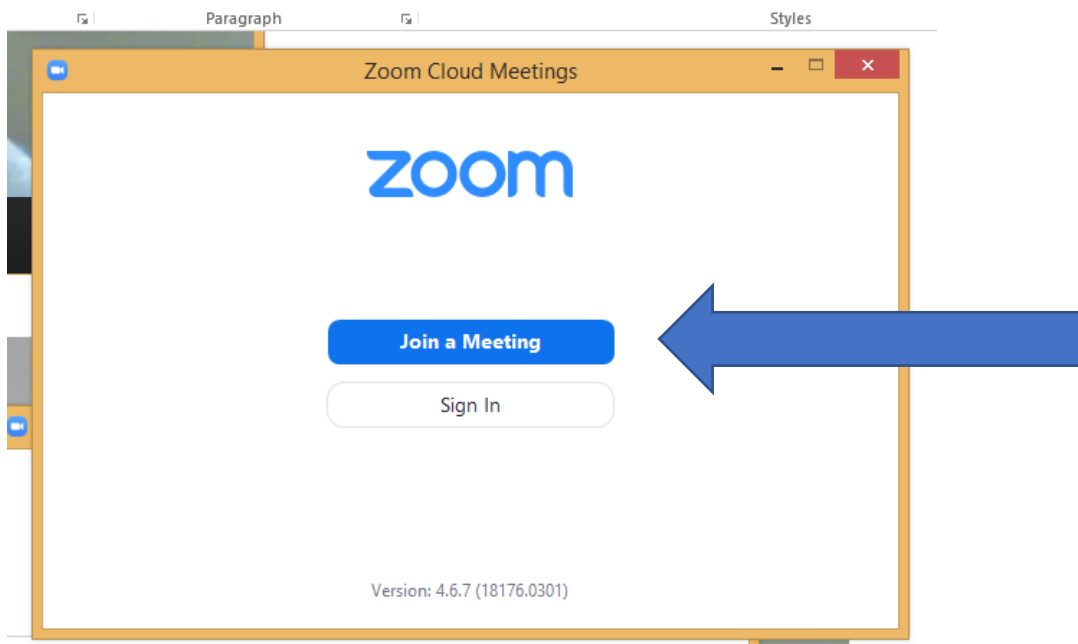 Paragraph Styles
Zoom Cloud Meetings
zoom
Join a Meeting
Sign In
Version: 4.6.7 (18176.0301)